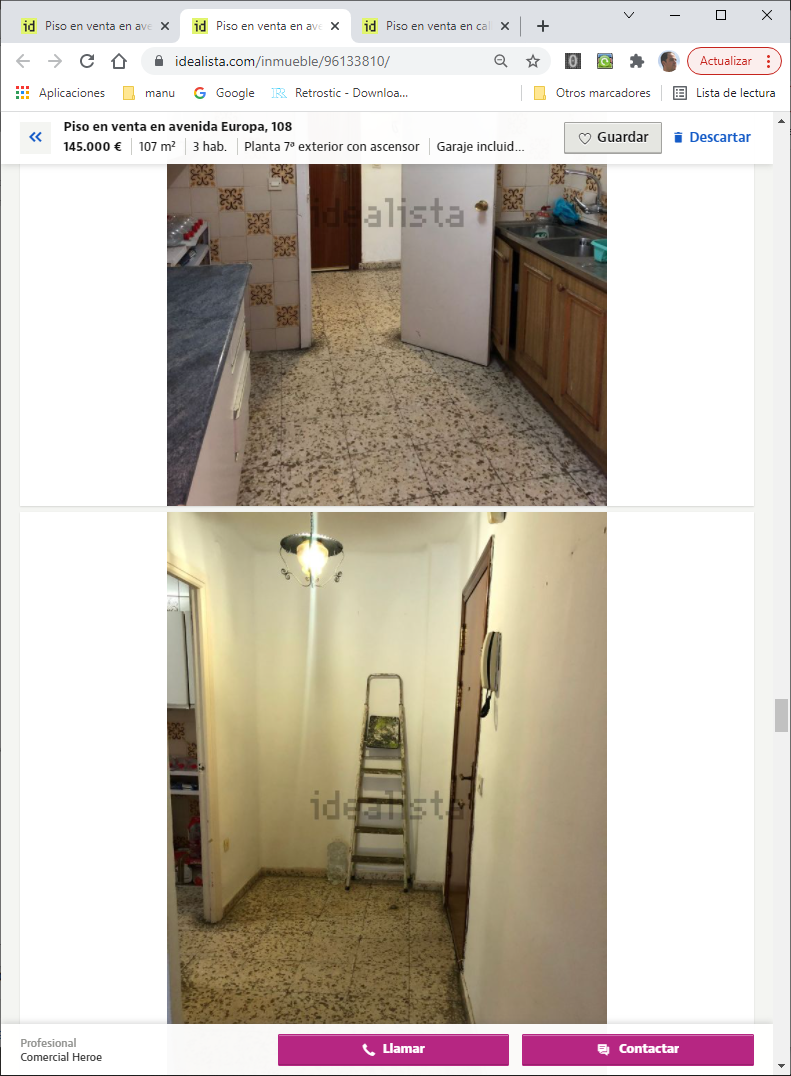 id Piso en venta en ave
id Piso en venta en ave
id Piso en venta en cal
idealista.com/inmueble/96133810/
Actualizar
Aplicaciones
manu
Google
Retrostic - Downloa...
Otros marcadores
Lista de lectura
Piso en venta en avenida Europa, 108
145.000 € 107 m² 3 hab. Planta 7ª exterior con ascensor Garaje incluid...
Guardar
Descartar
idealista
idealista
Profesional
Comercial Heroe
Llamar
Contactar